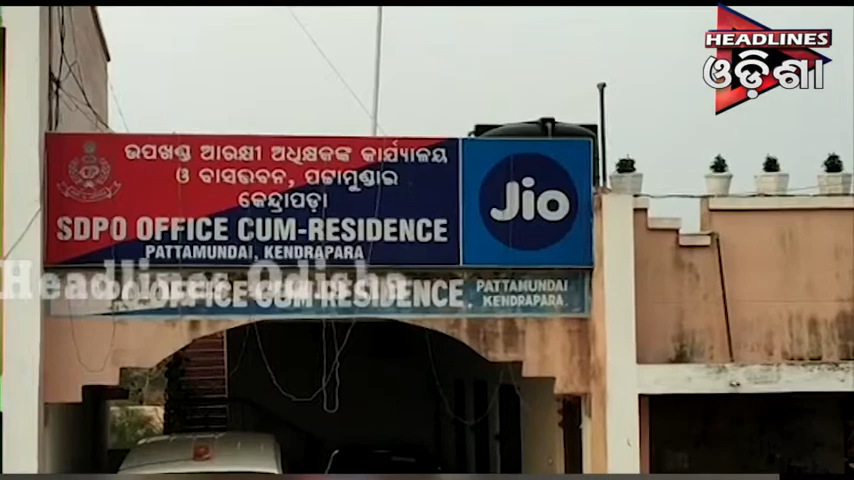 HEADLINES
ଓଡ଼ିଶା
ଉପଖଣ୍ଡ ଆରକ୍ଷୀ ଅଧିକ୍ଷକଙ୍କ କାର୍ଯ୍ୟାଳୟ
ଓ ବାସଭବନ, ପଟ୍ଟାମୁଣ୍ଡାଇ
କେନ୍ଦ୍ରାପଡ଼ା
SDPO OFFICE CUM-RESIDENCE
PATTAMUNDAI, KENDRAPARA
Jio
Headlines Odisha
OFFICE CUM-RESIDENCE
PATTAMUNDAI
KENDRAPARA.